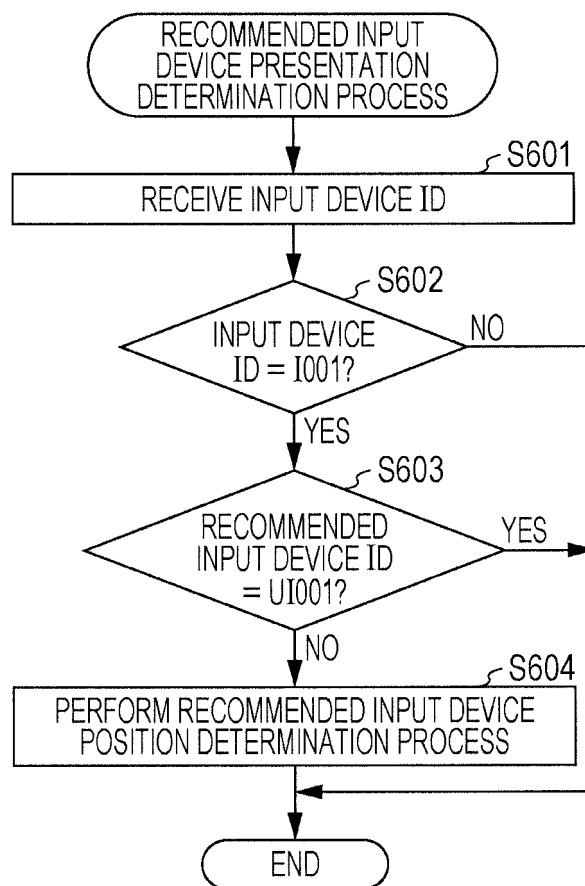 RECOMMENDED INPUT
DEVICE PRESENTATION
DETERMINATION PROCESS
S601
RECEIVE INPUT DEVICE ID
S602
INPUT DEVICE
ID = I001?
NO
YES
S603
RECOMMENDED
INPUT DEVICE ID
= UI001?
YES
NO
S604
PERFORM RECOMMENDED INPUT DEVICE
POSITION DETERMINATION PROCESS
END